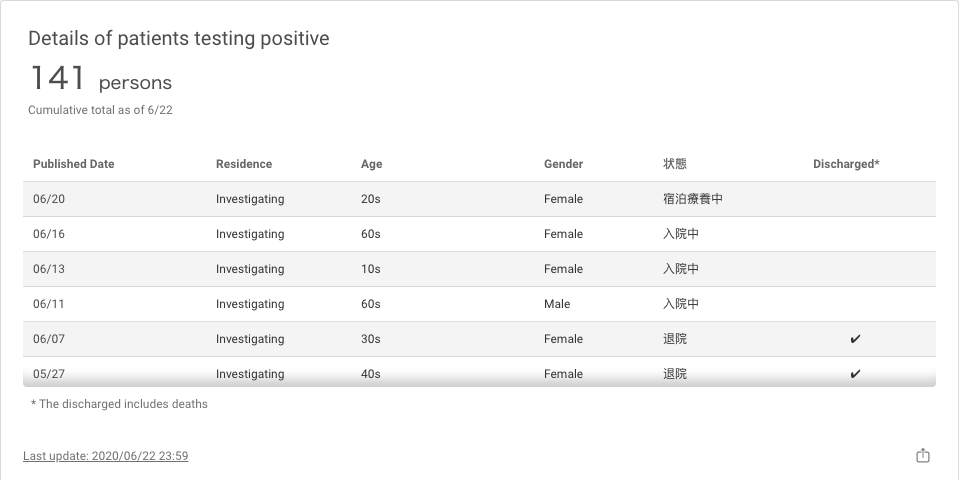 Details of patients testing positive
141 persons
Cumulative total as of 6/22
Published Date Residence Age Gender 状態 Discharged*
06/20 Investigating 20s Female 宿泊療養中
06/16 Investigating 60s Female 入院中
06/13 Investigating 10s Female 入院中
06/11 Investigating 60s Male 入院中
06/07 Investigating 30s Female 退院 ✔
05/27 Investigating 40s Female 退院 ✔
* The discharged includes deaths
Last update: 2020/06/22 23:59